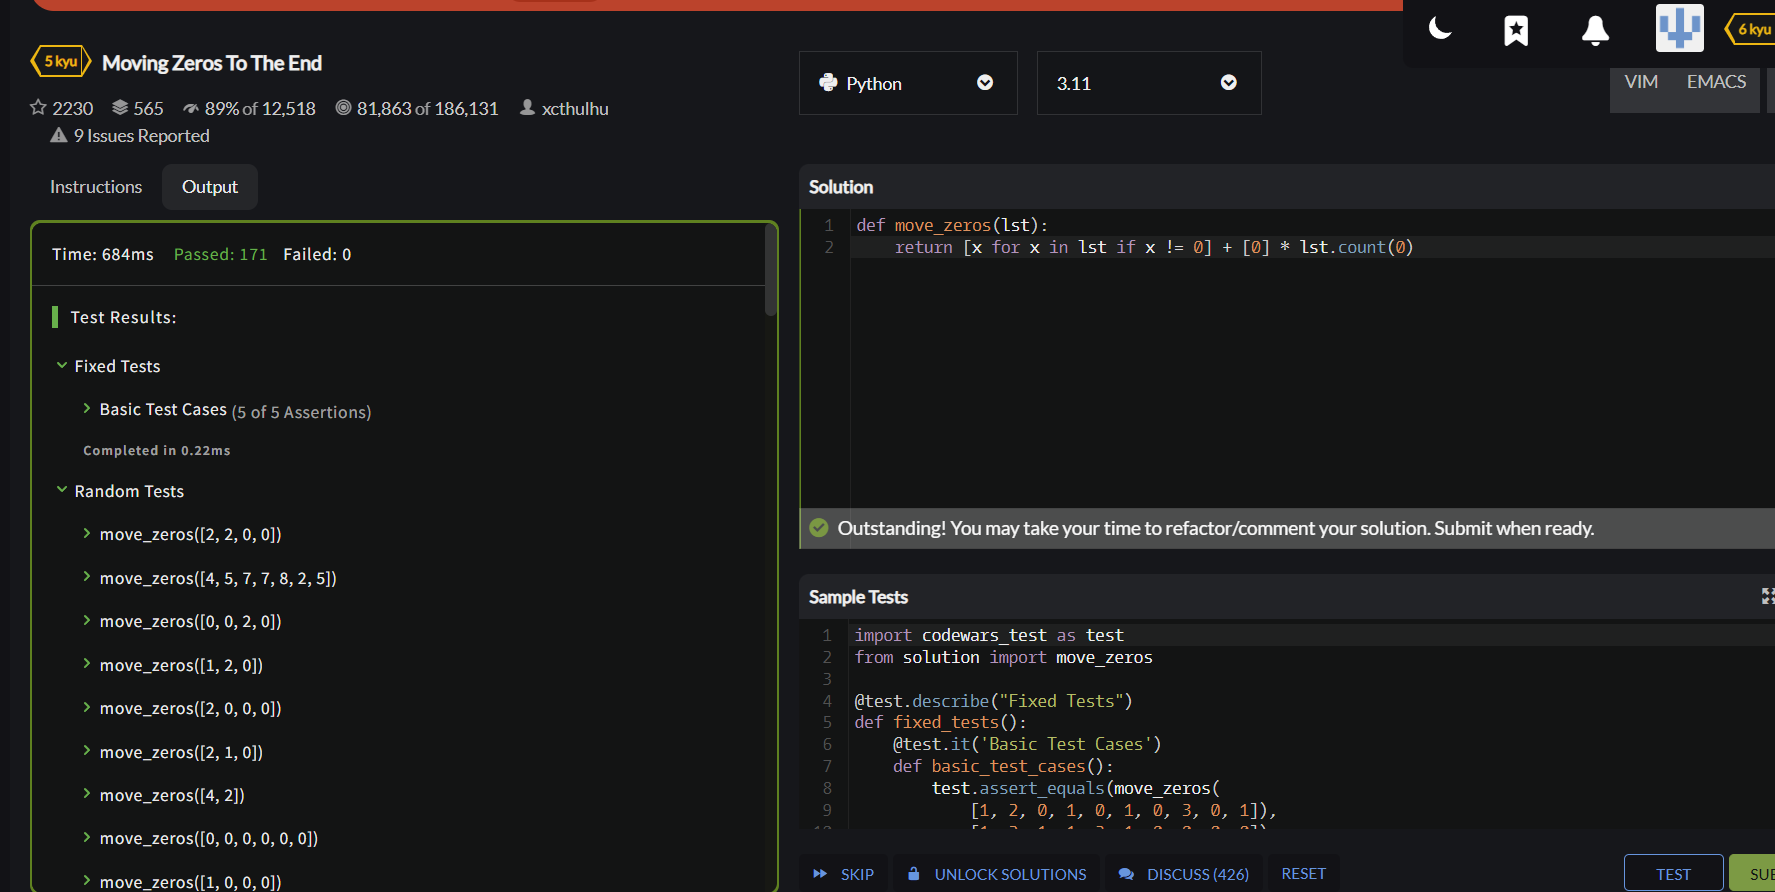 6 kyu
5 kyu
Moving Zeros To The End
2230 565 89% of 12,518 81,863 of 186,131 xcthulhu
9 Issues Reported
Python
3.11
VIM EMACS
Instructions Output
Time: 684ms Passed: 171 Failed: 0
Test Results:
Fixed Tests
Basic Test Cases (5 of 5 Assertions)
Completed in 0.22ms
Random Tests
move_zeros([2, 2, 0, 0])
move_zeros([4, 5, 7, 7, 8, 2, 5])
move_zeros([0, 0, 2, 0])
move_zeros([1, 2, 0])
move_zeros([2, 0, 0, 0])
move_zeros([2, 1, 0])
move_zeros([4, 2])
move_zeros([0, 0, 0, 0, 0, 0])
move_zeros([1, 0, 0, 0])
Solution
1 def move_zeros(lst):
2 return [x for x in lst if x != 0] + [0] * lst.count(0)
Outstanding! You may take your time to refactor/comment your solution. Submit when ready.
Sample Tests
1 import codewars_test as test
2 from solution import move_zeros
3
4 @test.describe("Fixed Tests")
5 def fixed_tests():
6 @test.it('Basic Test Cases')
7 def basic_test_cases():
8 test.assert_equals(move_zeros(
9 [1, 2, 0, 1, 0, 1, 0, 3, 0, 1]),
SKIP UNLOCK SOLUTIONS DISCUSS (426) RESET
TEST